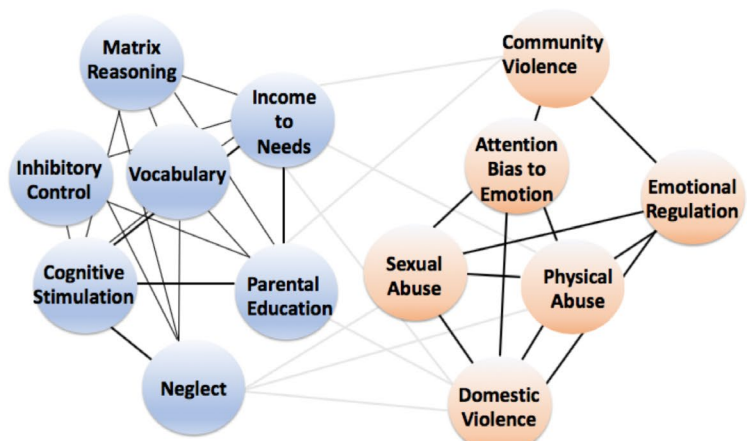 Matrix
Reasoning
Income
to
Needs
Inhibitory
Control
Vocabulary
Cognitive
Stimulation
Parental
Education
Neglect
Community
Violence
Attention
Bias to
Emotion
Emotional
Regulation
Sexual
Abuse
Physical
Abuse
Domestic
Violence